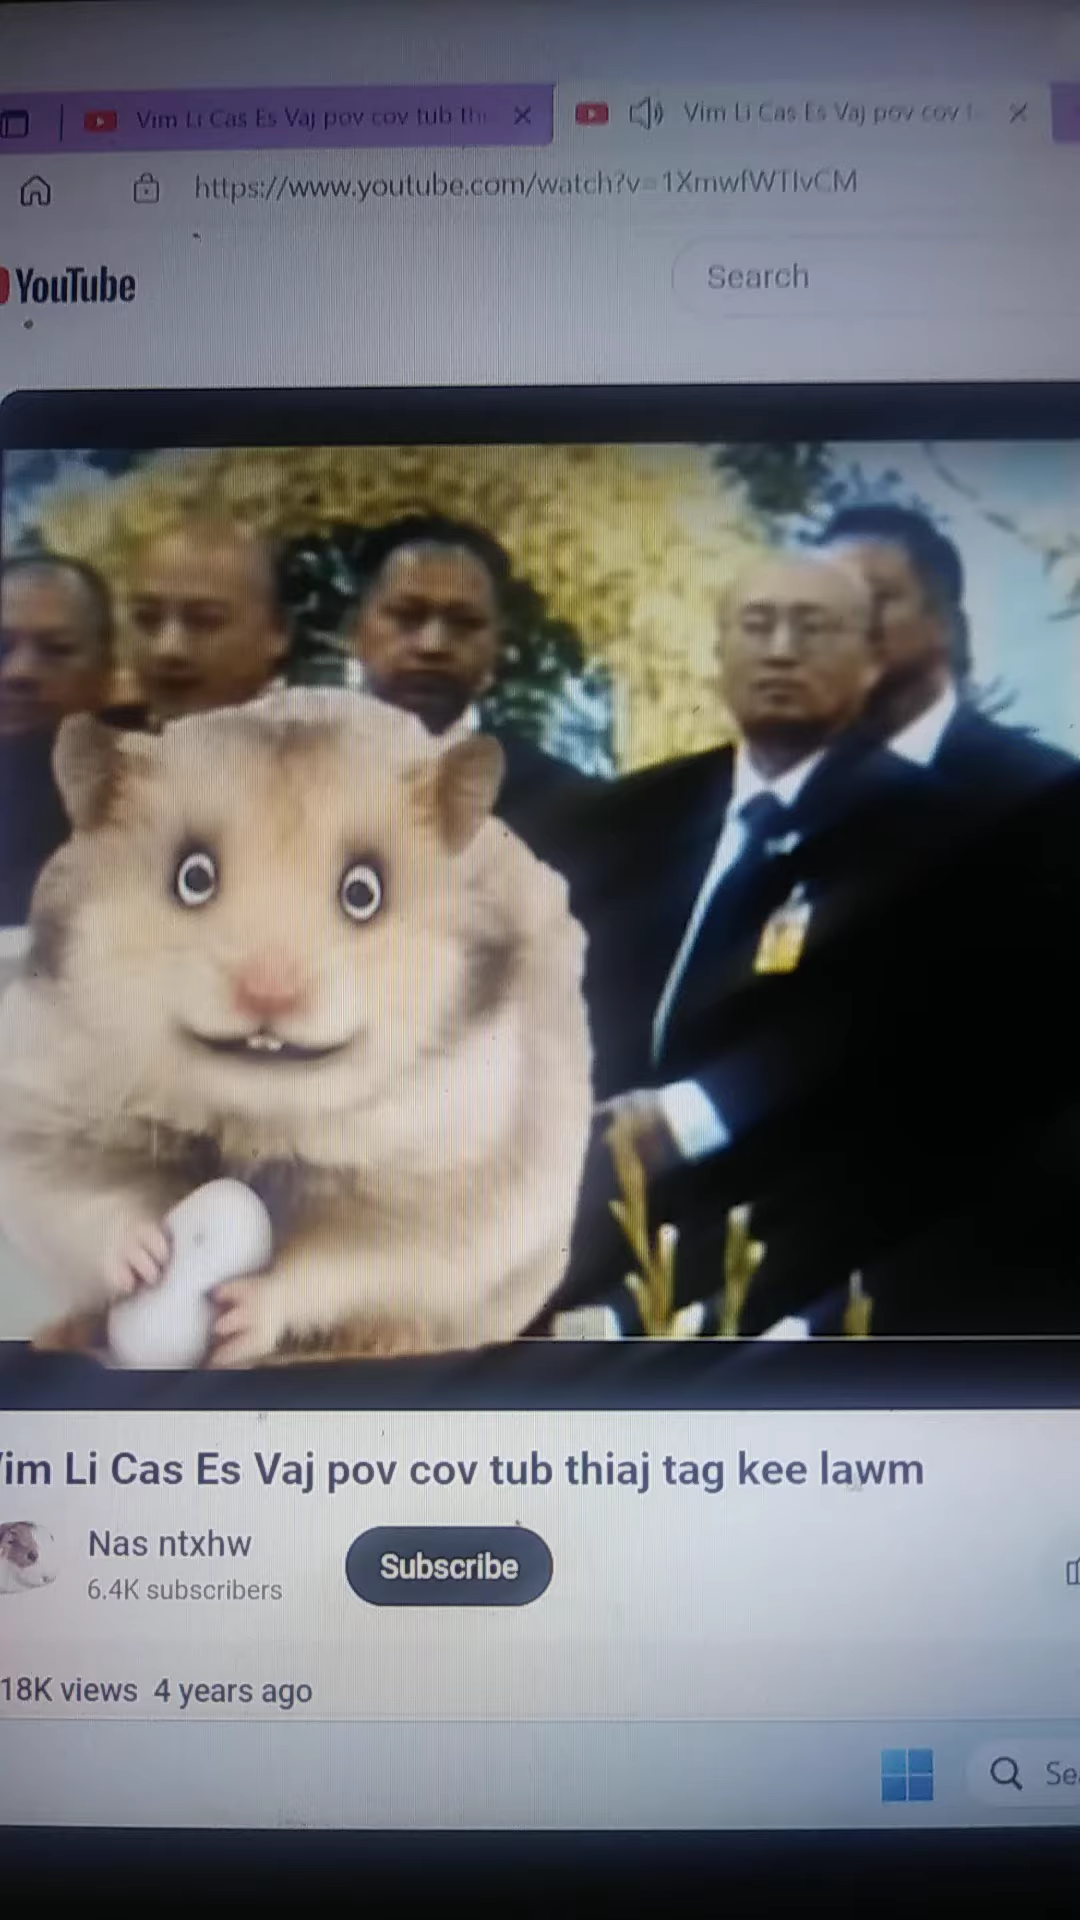 Vim Li Cas Es Vaj pov cov tub thi
Vim Li Cas Es Vaj pov cov t
https://www.youtube.com/watch?v=1XmwfWTIvCM
YouTube
Search
im Li Cas Es Vaj pov cov tub thiaj tag kee lawm
Nas ntxhw
6.4K subscribers
Subscribe
18K views 4 years ago
Sea